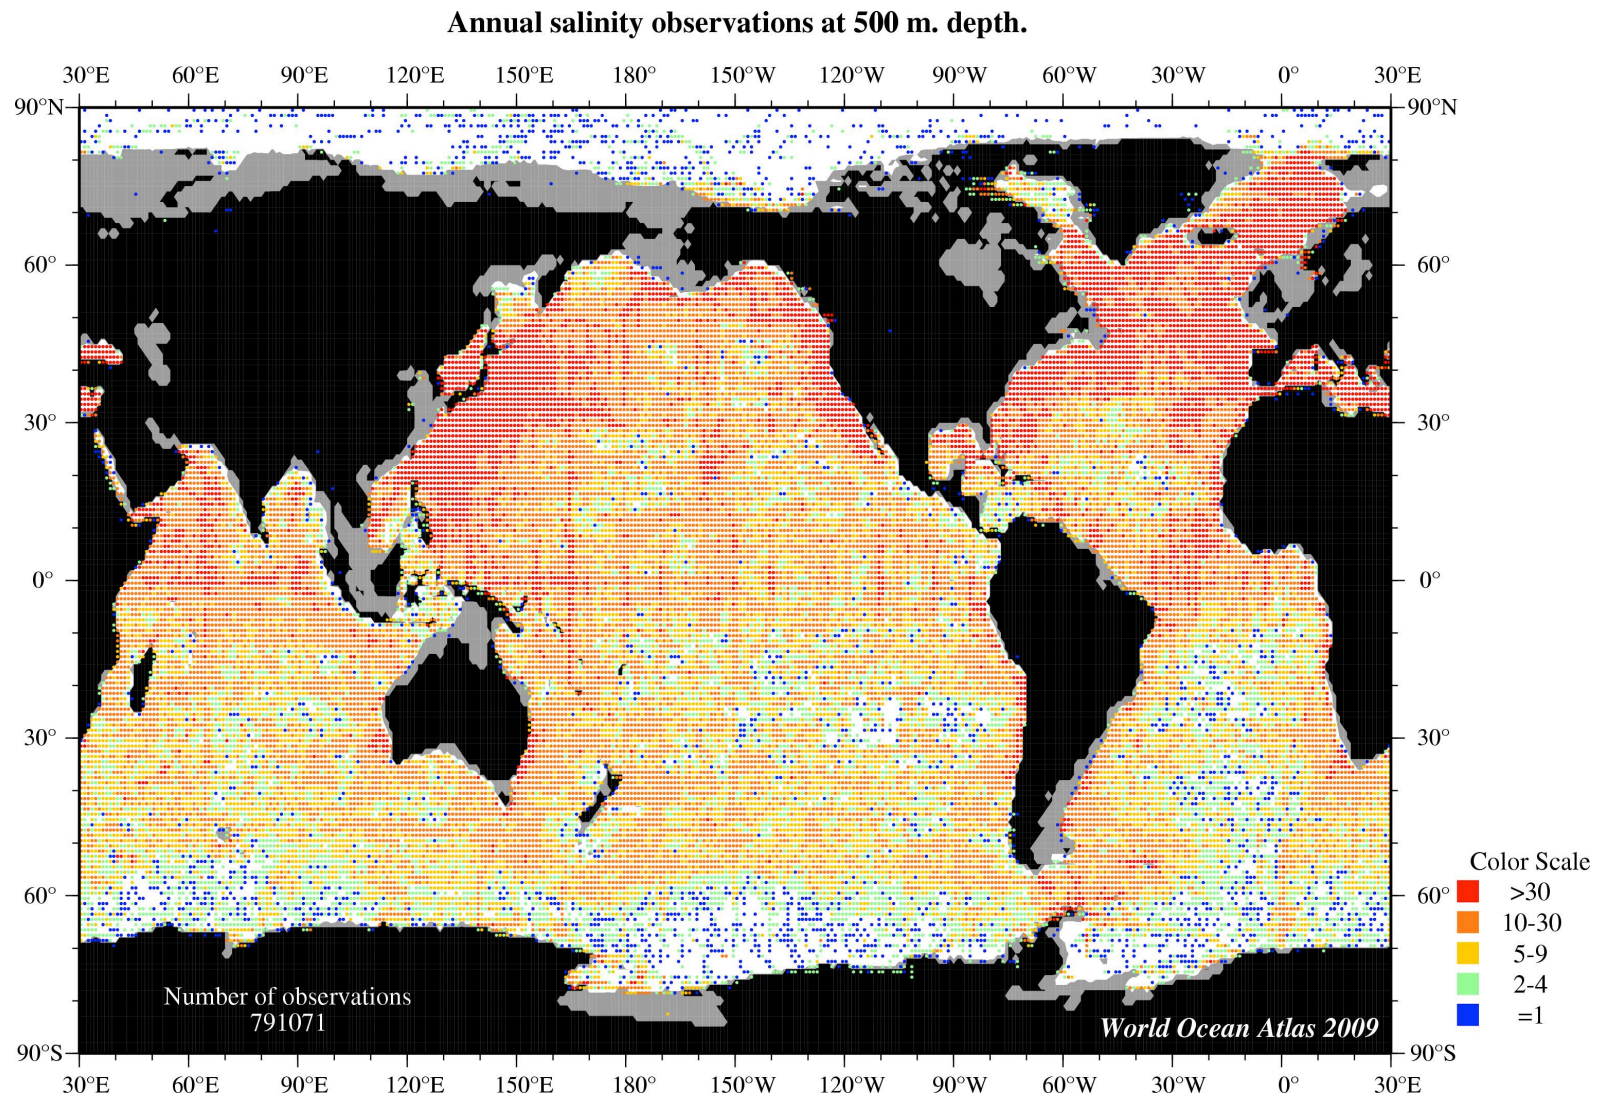 Annual salinity observations at 500 m. depth.
30°E 60°E 90°E 120°E 150°E 180° 150°W 120°W 90°W 60°W 30°W 0° 30°E
90°N 90°N
60° 60°
30° 30°
0° 0°
30° 30°
Color Scale
60° 60°
>30
10-30
5-9
2-4
=1
Number of observations
791071
World Ocean Atlas 2009
90°S 90°S
30°E 60°E 90°E 120°E 150°E 180° 150°W 120°W 90°W 60°W 30°W 0° 30°E